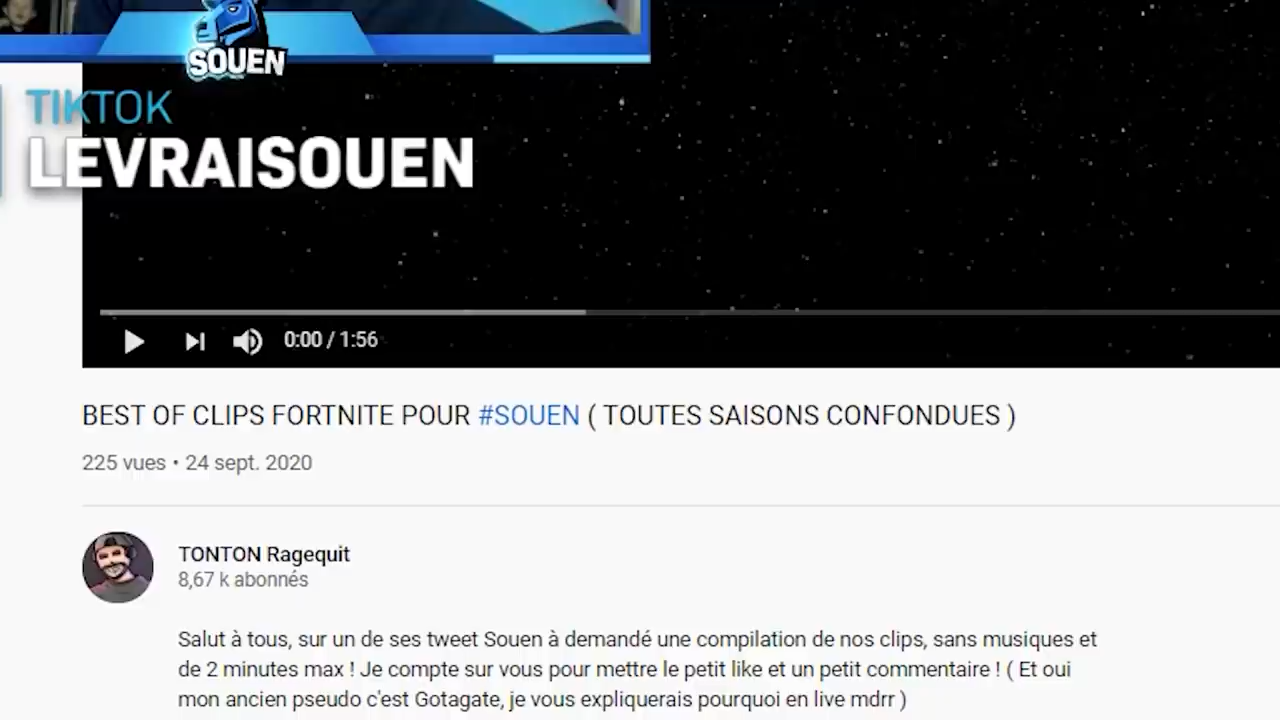 SOUEN
TIKTOK
LEVRAISOUEN
0:00 / 1:56
BEST OF CLIPS FORTNITE POUR #SOUEN ( TOUTES SAISONS CONFONDUES )
225 vues • 24 sept. 2020
TONTON Ragequit
8,67 k abonnés
Salut à tous, sur un de ses tweet Souen à demandé une compilation de nos clips, sans musiques et
de 2 minutes max ! Je compte sur vous pour mettre le petit like et un petit commentaire ! ( Et oui
mon ancien pseudo c'est Gotagate, je vous expliquerais pourquoi en live mdrr )